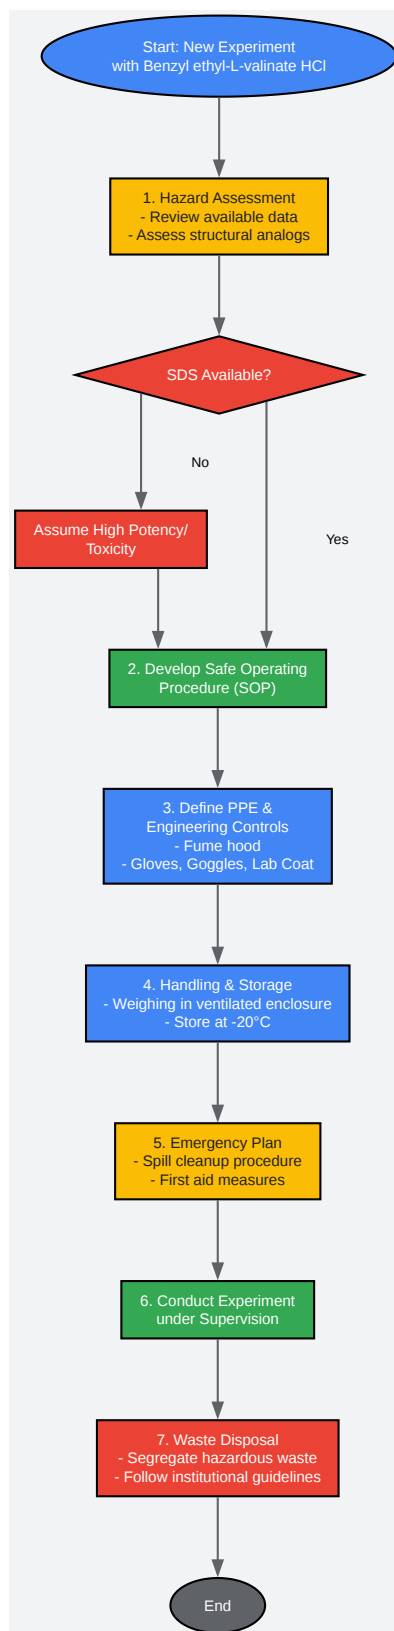 Start: New Experiment
with Benzyl ethyl-L-valinate HCl
1. Hazard Assessment
- Review available data
- Assess structural analogs
SDS Available?
No
Yes
Assume High Potency/
Toxicity
2. Develop Safe Operating
Procedure (SOP)
3. Define PPE &
Engineering Controls
- Fume hood
- Gloves, Goggles, Lab Coat
4. Handling & Storage
- Weighing in ventilated enclosure
- Store at -20°C
5. Emergency Plan
- Spill cleanup procedure
- First aid measures
6. Conduct Experiment
under Supervision
7. Waste Disposal
- Segregate hazardous waste
- Follow institutional guidelines
End